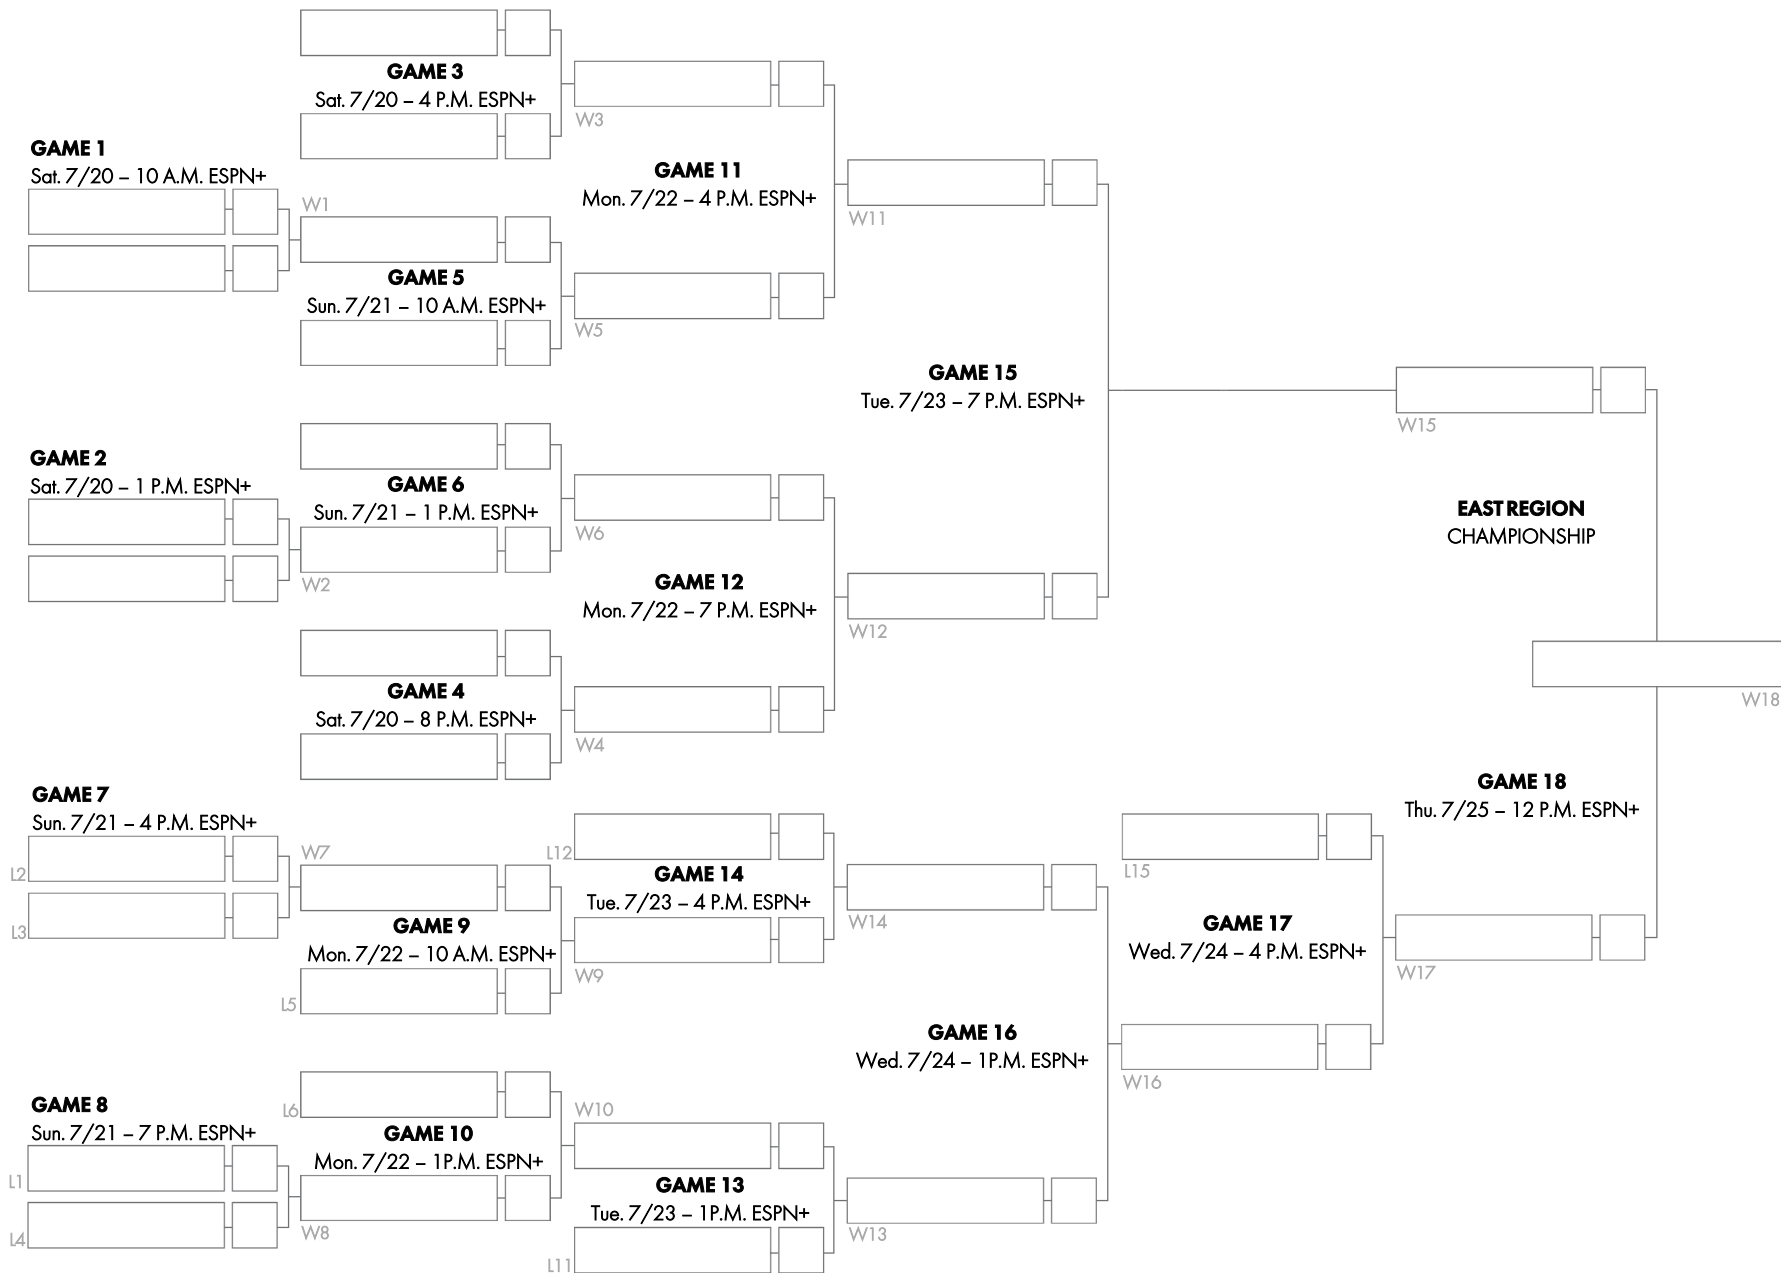 GAME 3
Sat. 7/20 – 4 P.M. ESPN+
W3
GAME 1
Sat. 7/20 – 10 A.M. ESPN+
W1
GAME 11
Mon. 7/22 – 4 P.M. ESPN+
W11
GAME 5
Sun. 7/21 – 10 A.M. ESPN+
W5
GAME 15
Tue. 7/23 – 7 P.M. ESPN+
W15
GAME 2
Sat. 7/20 – 1 P.M. ESPN+
GAME 6
Sun. 7/21 – 1 P.M. ESPN+
W6
W2
EAST REGION
CHAMPIONSHIP
GAME 12
Mon. 7/22 – 7 P.M. ESPN+
W12
GAME 4
Sat. 7/20 – 8 P.M. ESPN+
W4
W18
GAME 7
Sun. 7/21 – 4 P.M. ESPN+
L2
L3
W7
L12
GAME 14
Tue. 7/23 – 4 P.M. ESPN+
W14
GAME 9
Mon. 7/22 – 10 A.M. ESPN+
W9
L5
GAME 18
Thu. 7/25 – 12 P.M. ESPN+
L15
GAME 17
Wed. 7/24 – 4 P.M. ESPN+
W17
GAME 16
Wed. 7/24 – 1P.M. ESPN+
W16
GAME 8
Sun. 7/21 – 7 P.M. ESPN+
L1
L4
L6
W10
GAME 10
Mon. 7/22 – 1P.M. ESPN+
W8
GAME 13
Tue. 7/23 – 1P.M. ESPN+
W13
L11